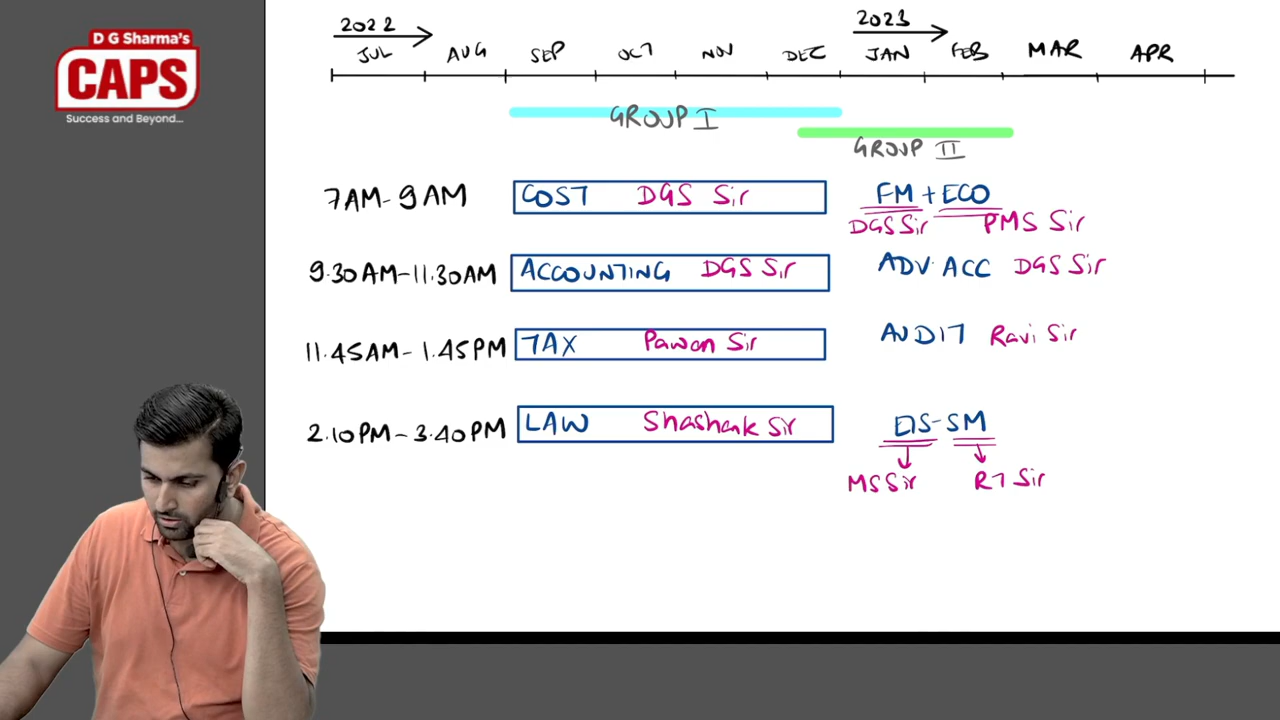 D G Sharma's
CAPS
Success and Beyond...
2022
2023
JUL AUG SEP OCT NOV DEC JAN FEB MAR APR
GROUP I
GROUP II
7AM-9AM COST DGS Sir FM + ECO
DGS Sir PMS Sir
9.30AM-11.30AM ACCOUNTING DGS Sir ADV. ACC DGS Sir
11.45AM-1.45PM TAX Pawan Sir AUDIT Ravi Sir
2.10PM-3.40PM LAW Shashank Sir EIS-SM
MS Sir RT Sir